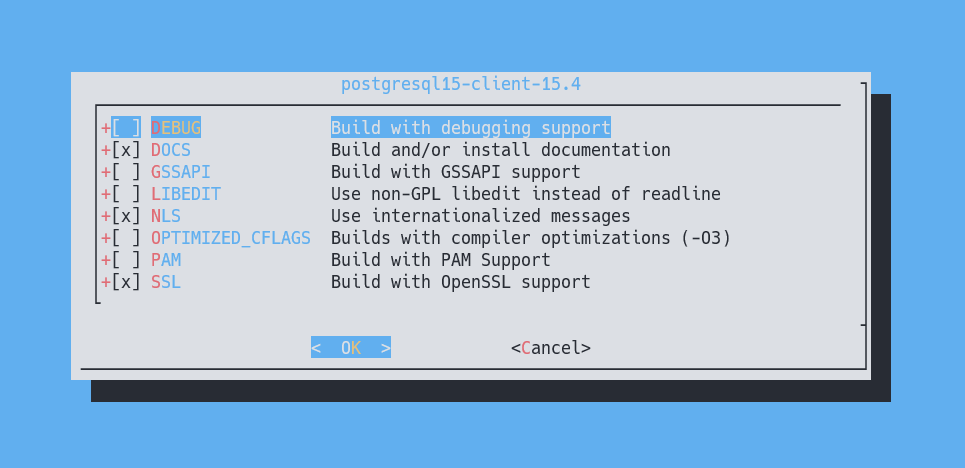 postgresql15-client-15.4
+[ ] DEBUG Build with debugging support
+[x] DOCS Build and/or install documentation
+[ ] GSSAPI Build with GSSAPI support
+[ ] LIBEDIT Use non-GPL libedit instead of readline
+[x] NLS Use internationalized messages
+[ ] OPTIMIZED_CFLAGS Builds with compiler optimizations (-O3)
+[ ] PAM Build with PAM Support
+[x] SSL Build with OpenSSL support
< OK > <Cancel>